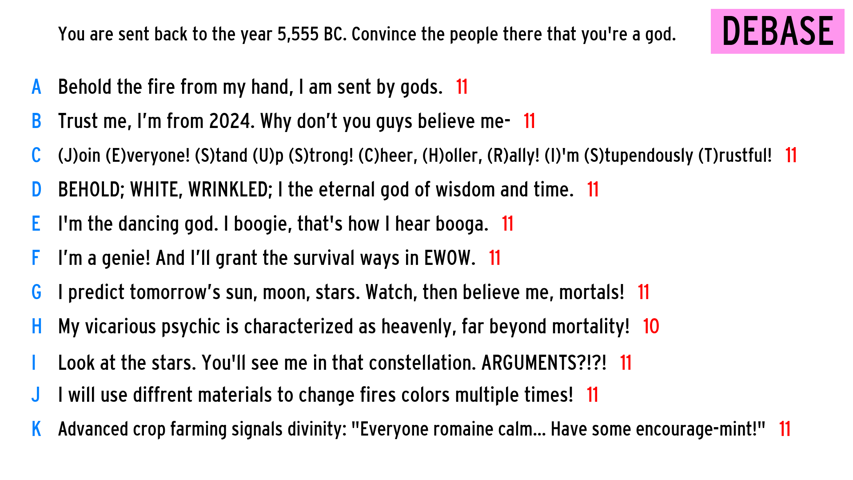 You are sent back to the year 5,555 BC. Convince the people there that you're a god. DEBASE
A Behold the fire from my hand, I am sent by gods. 11
B Trust me, I’m from 2024. Why don’t you guys believe me- 11
C (J)oin (E)veryone! (S)tand (U)p (S)trong! (C)heer, (H)oller, (R)ally! (I)'m (S)tupendously (T)rustful! 11
D BEHOLD; WHITE, WRINKLED; I the eternal god of wisdom and time. 11
E I'm the dancing god. I boogie, that's how I hear booga. 11
F I’m a genie! And I’ll grant the survival ways in EWOW. 11
G I predict tomorrow’s sun, moon, stars. Watch, then believe me, mortals! 11
H My vicarious psychic is characterized as heavenly, far beyond mortality! 10
I Look at the stars. You'll see me in that constellation. ARGUMENTS?!?! 11
J I will use diffrent materials to change fires colors multiple times! 11
K Advanced crop farming signals divinity: "Everyone romaine calm... Have some encourage-mint!" 11